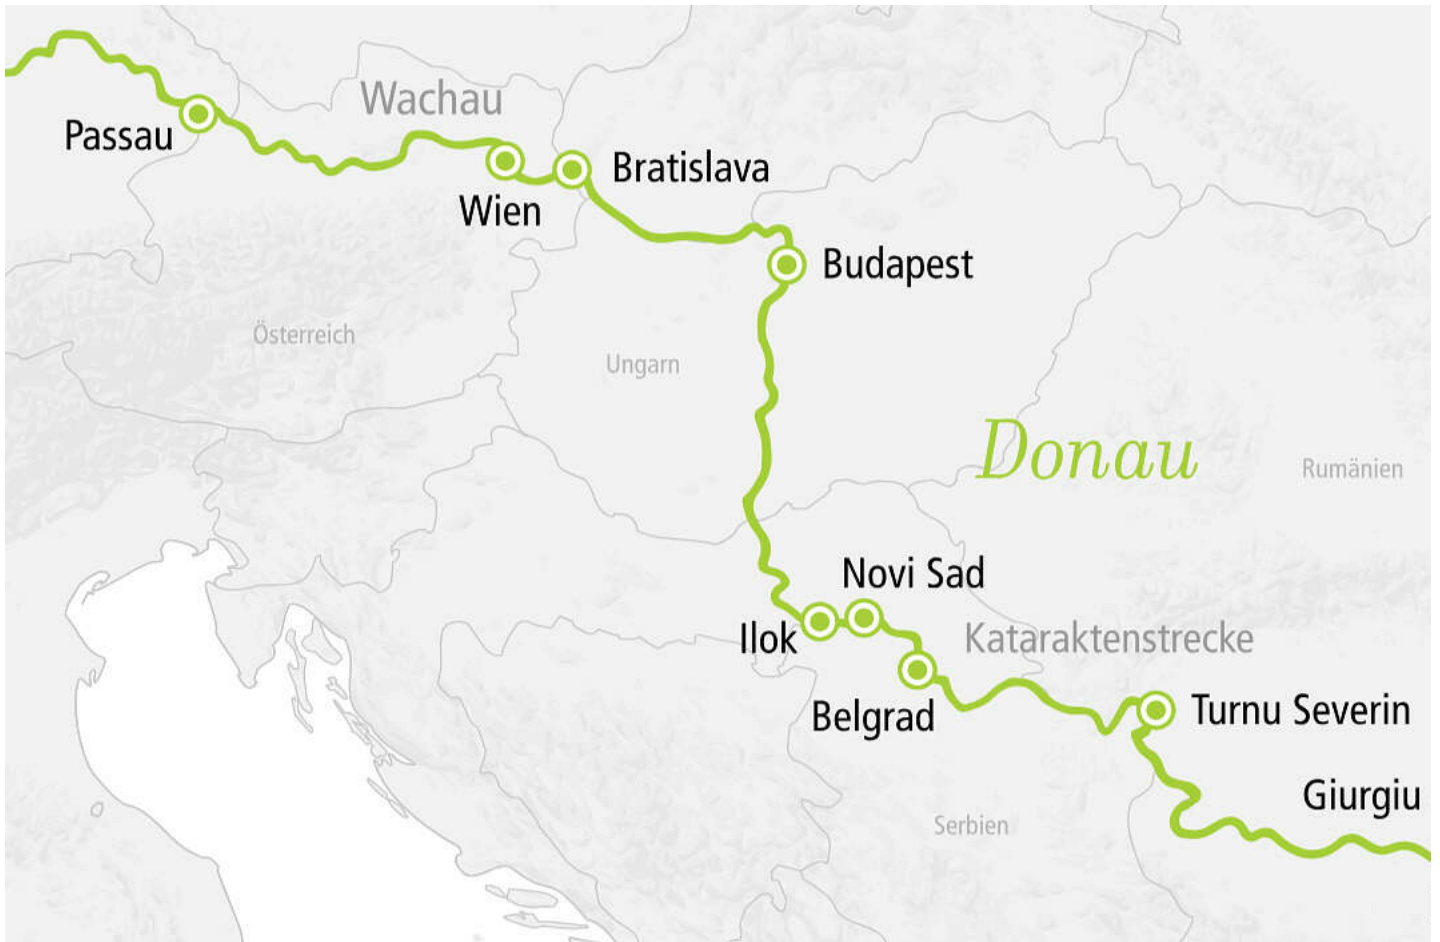 Wachau
Passau
Bratislava
Wien
Budapest
Österreich
Ungarn
Donau
Rumänien
Novi Sad
Ilok
Kataraktenstrecke
Belgrad
Turnu Severin
Giurgiu
Serbien